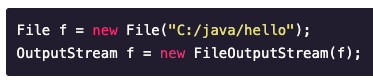 File f = new File("C:/java/hello");
OutputStream f = new FileOutputStream(f);